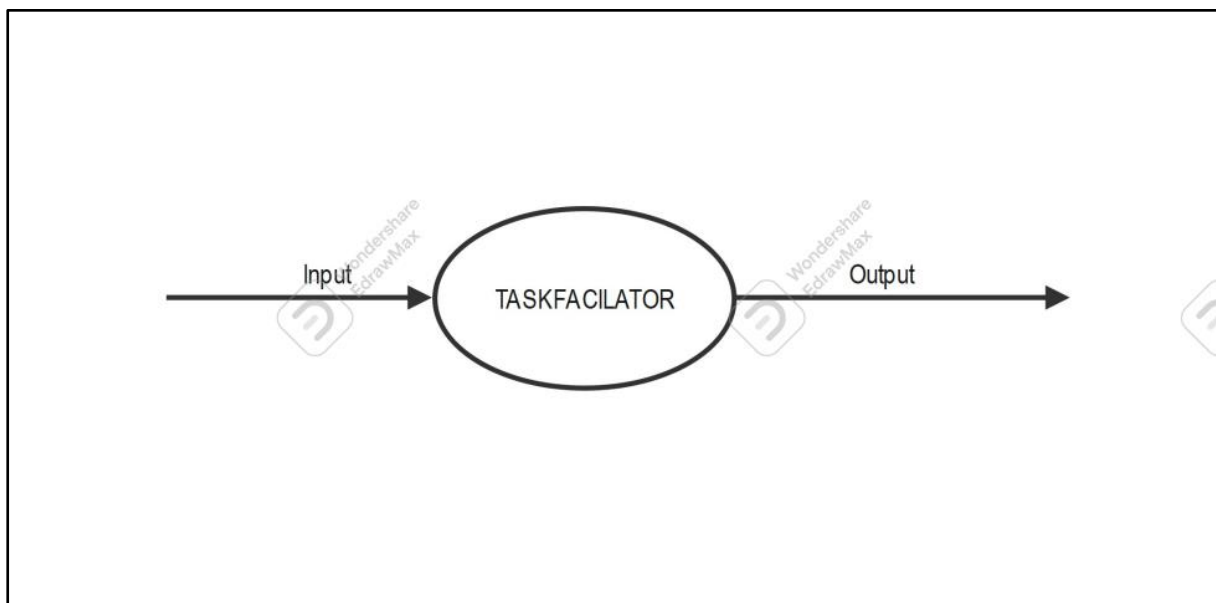 Input
TASKFACILATOR
Output
Wondershare
EdrawMax
Wondershare
EdrawMax